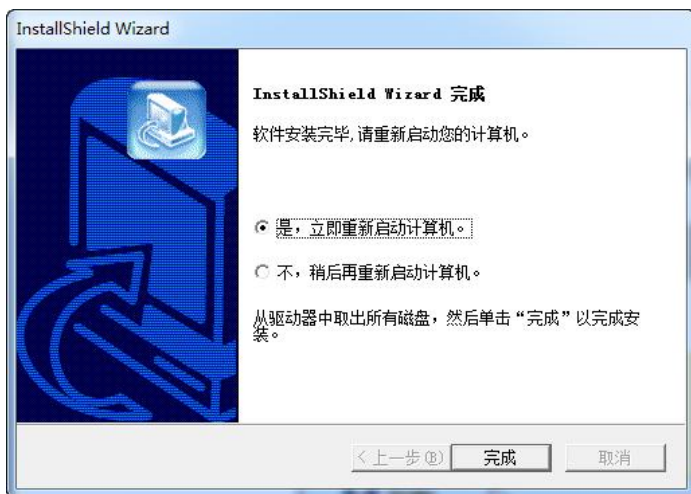 InstallShield Wizard
InstallShield Wizard 完成
软件安装完毕,请重新启动您的计算机。
是，立即重新启动计算机。
不，稍后再重新启动计算机。
从驱动器中取出所有磁盘，然后单击“完成”以完成安
装。
<上一步(B)
完成
取消